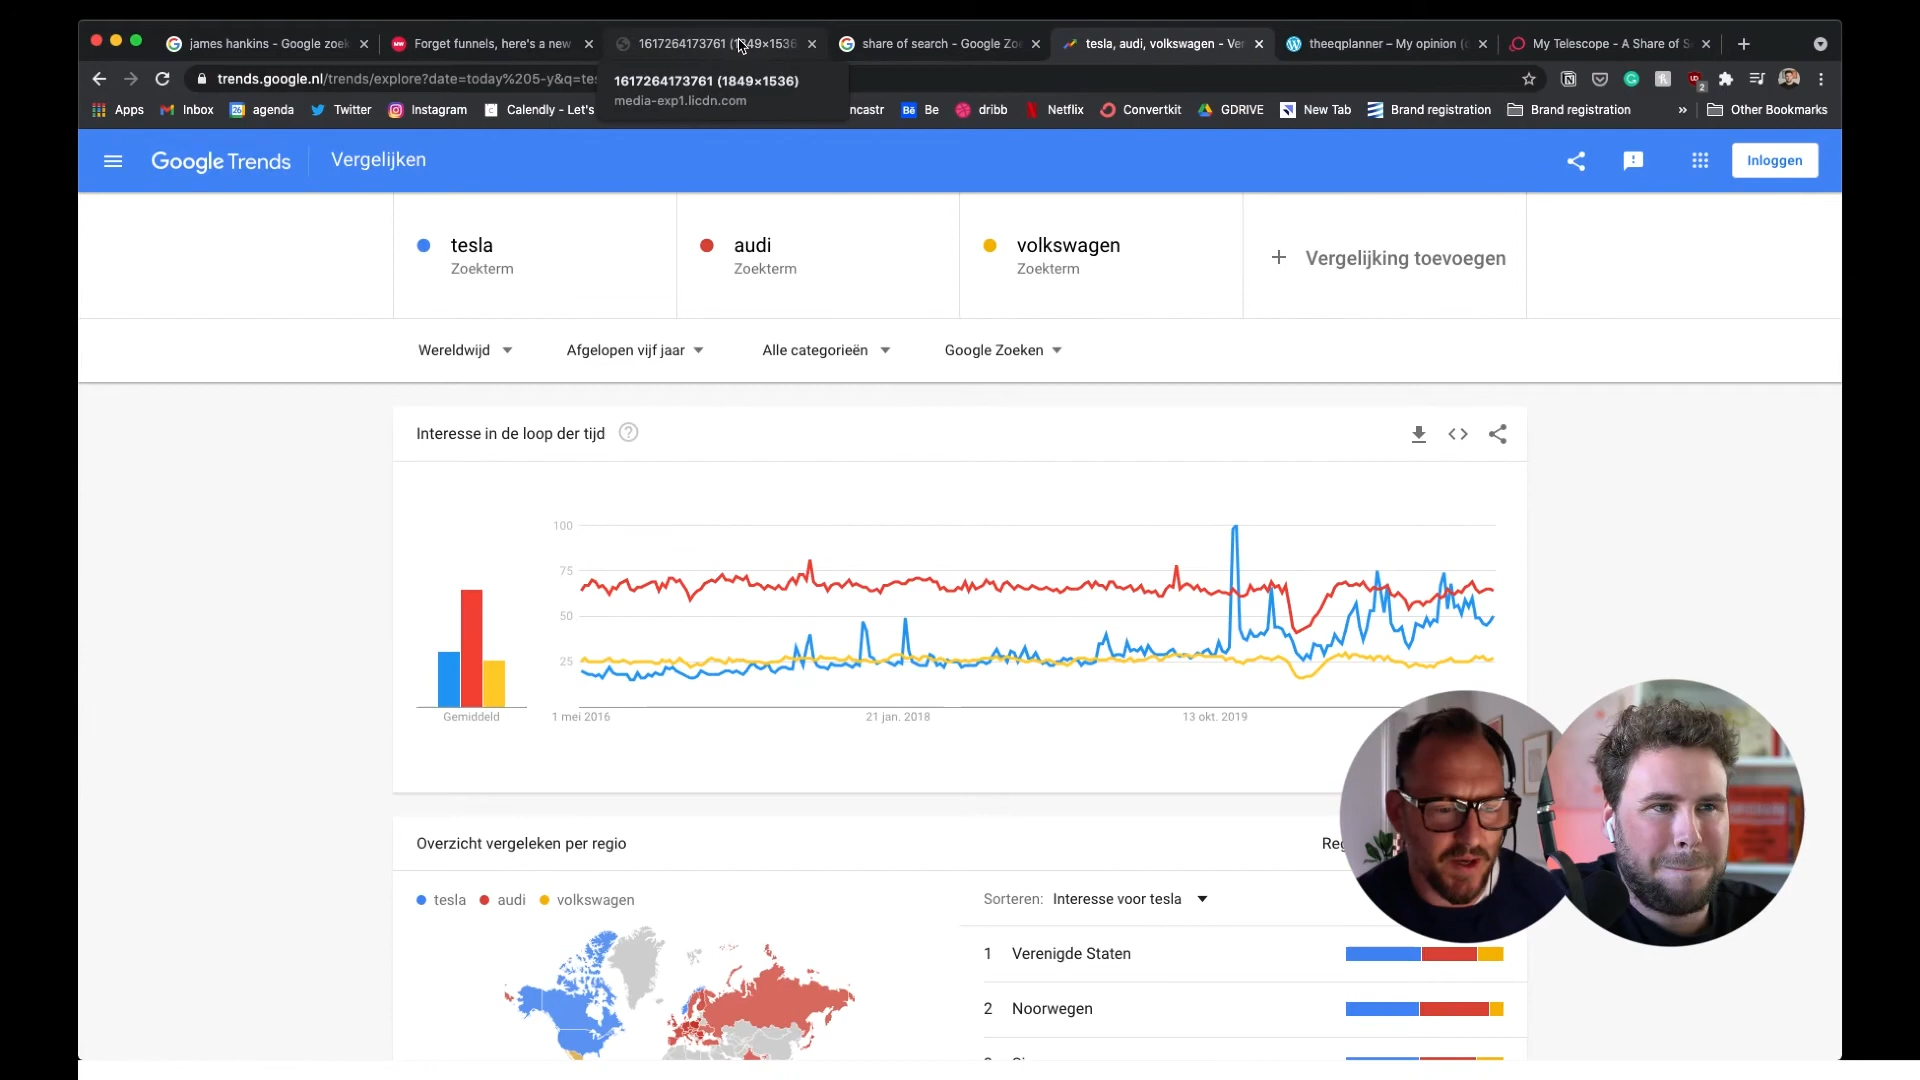 james hankins - Google zoek
Forget funnels, here's a new
1617264173761 (1849×1536
share of search - Google Zo
tesla, audi, volkswagen - Ve
theeqplanner – My opinion (
My Telescope - A Share of S
trends.google.nl/trends/explore?date=today%205-y&q=tes
1617264173761 (1849×1536)
media-exp1.licdn.com
2
Apps
Inbox
26
agenda
Twitter
Instagram
Calendly - Let's
ncastr
Bē
Be
dribb
Netflix
Convertkit
GDRIVE
New Tab
Brand registration
Brand registration
»
Other Bookmarks
Google Trends
Vergelijken
Inloggen
tesla
Zoekterm
audi
Zoekterm
volkswagen
Zoekterm
+ Vergelijking toevoegen
Wereldwijd
Afgelopen vijf jaar
Alle categorieën
Google Zoeken
Interesse in de loop der tijd
100
75
50
25
Gemiddeld
1 mei 2016
21 jan. 2018
13 okt. 2019
Overzicht vergeleken per regio
tesla
audi
volkswagen
Sorteren: Interesse voor tesla
1 Verenigde Staten
2 Noorwegen